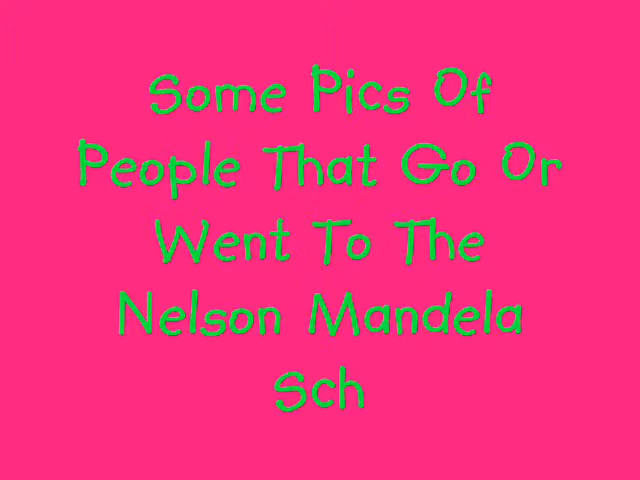 Some Pics Of
People That Go Or
Went To The
Nelson Mandela
Sch